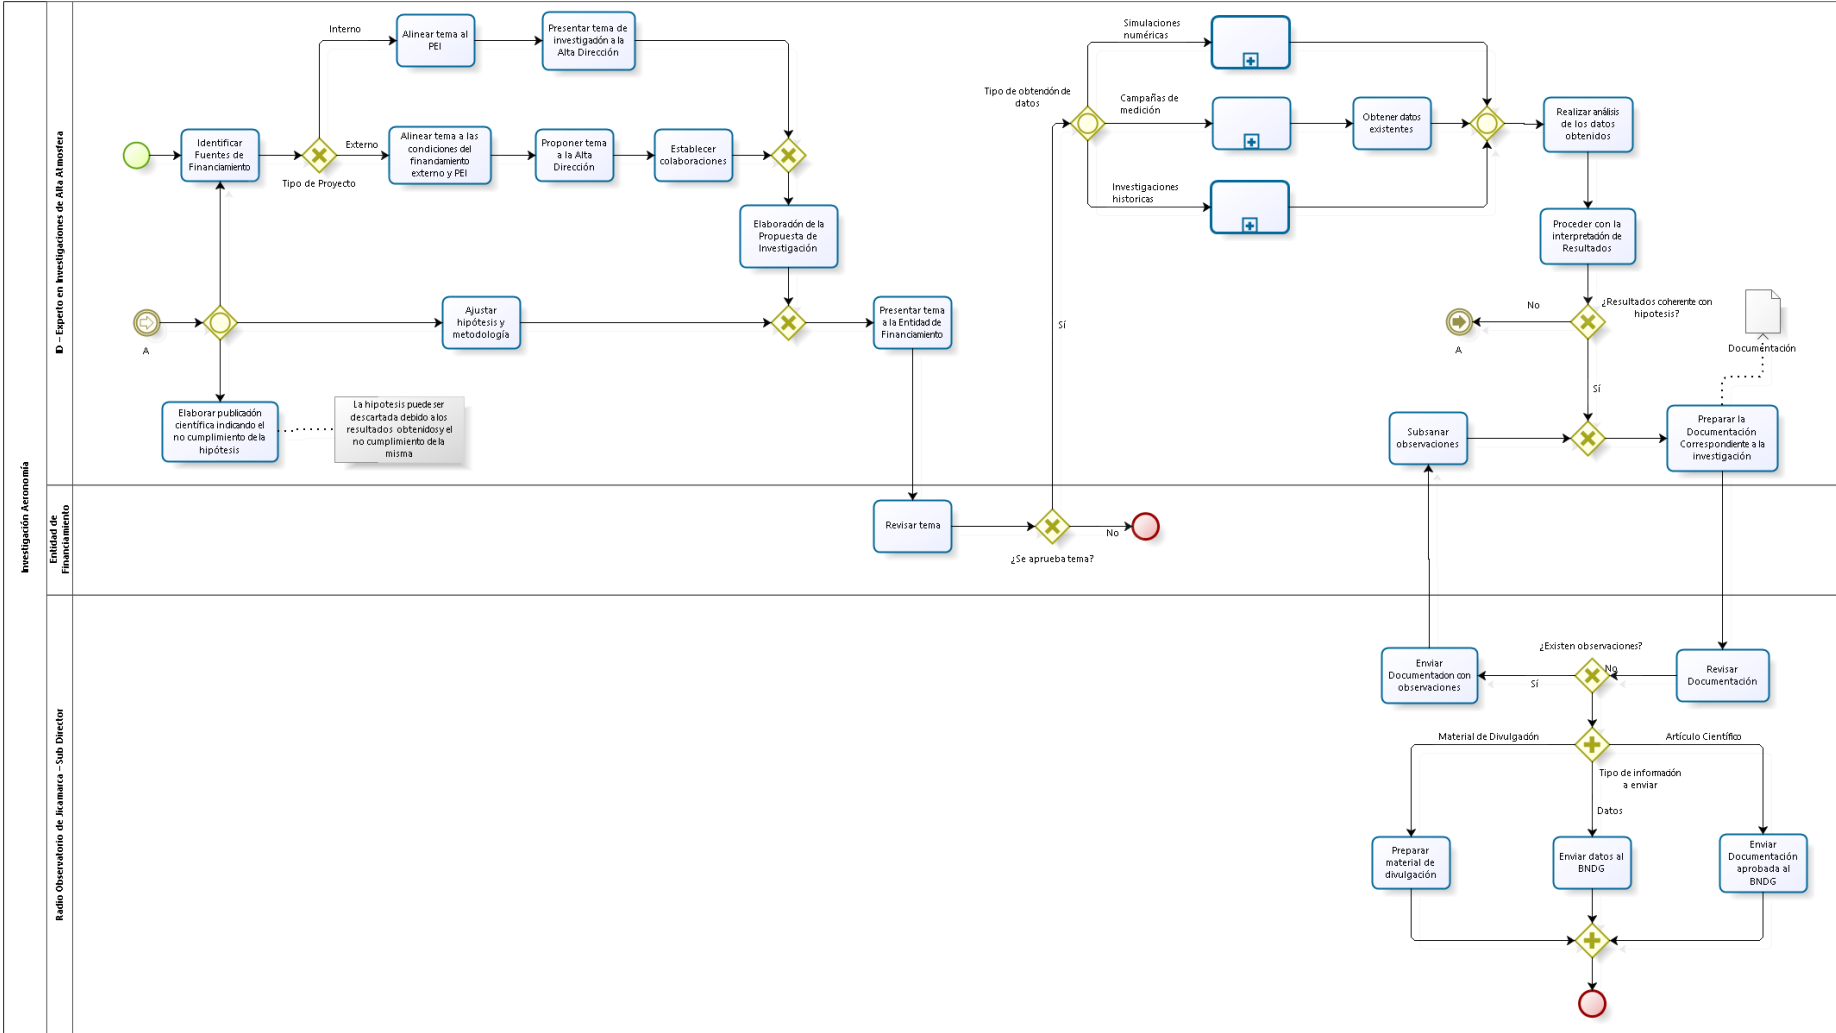 Investigación Aeronomía
ID – Experto en Investigaciones de Alta Atmosfera
Interno
Alinear tema al
PEI
Presentar tema de
investigación a la
Alta Dirección
Identificar
Fuentes de
Financiamiento
Tipo de Proyecto
Externo
Alinear tema a las
condiciones del
financiamiento
externo y PEI
Proponer tema
a la Alta
Dirección
Establecer
colaboraciones
Elaboración de la
Propuesta de
Investigación
A
Ajustar
hipótesis y
metodología
Presentar tema
a la Entidad de
Financiamiento
Elaborar publicación
científica indicando el
no cumplimiento de la
hipótesis
La hipotesis puede ser
descartada debido a los
resultados obtenidos y el
no cumplimiento de la
misma
Tipo de obtención de
datos
Simulaciones
numéricas
Campañas de
medición
Investigaciones
historicas
Obtener datos
existentes
Realizar análisis
de los datos
obtenidos
Proceder con la
interpretación de
Resultados
¿Resultados coherente con
hipotesis?
No
A
Sí
Sí
Documentación
Subsanar
observaciones
Preparar la
Documentación
Correspondiente a la
investigación
Entidad de
Financiamiento
Revisar tema
¿Se aprueba tema?
No
Radio Observatorio de Jicamarca – Sub Director
Enviar
Documentadon con
observaciones
¿Existen observaciones?
Sí
No
Revisar
Documentación
Material de Divulgación
Artículo Científico
Tipo de información
a enviar
Datos
Preparar
material de
divulgación
Enviar datos al
BNDG
Enviar
Documentación
aprobada al
BNDG